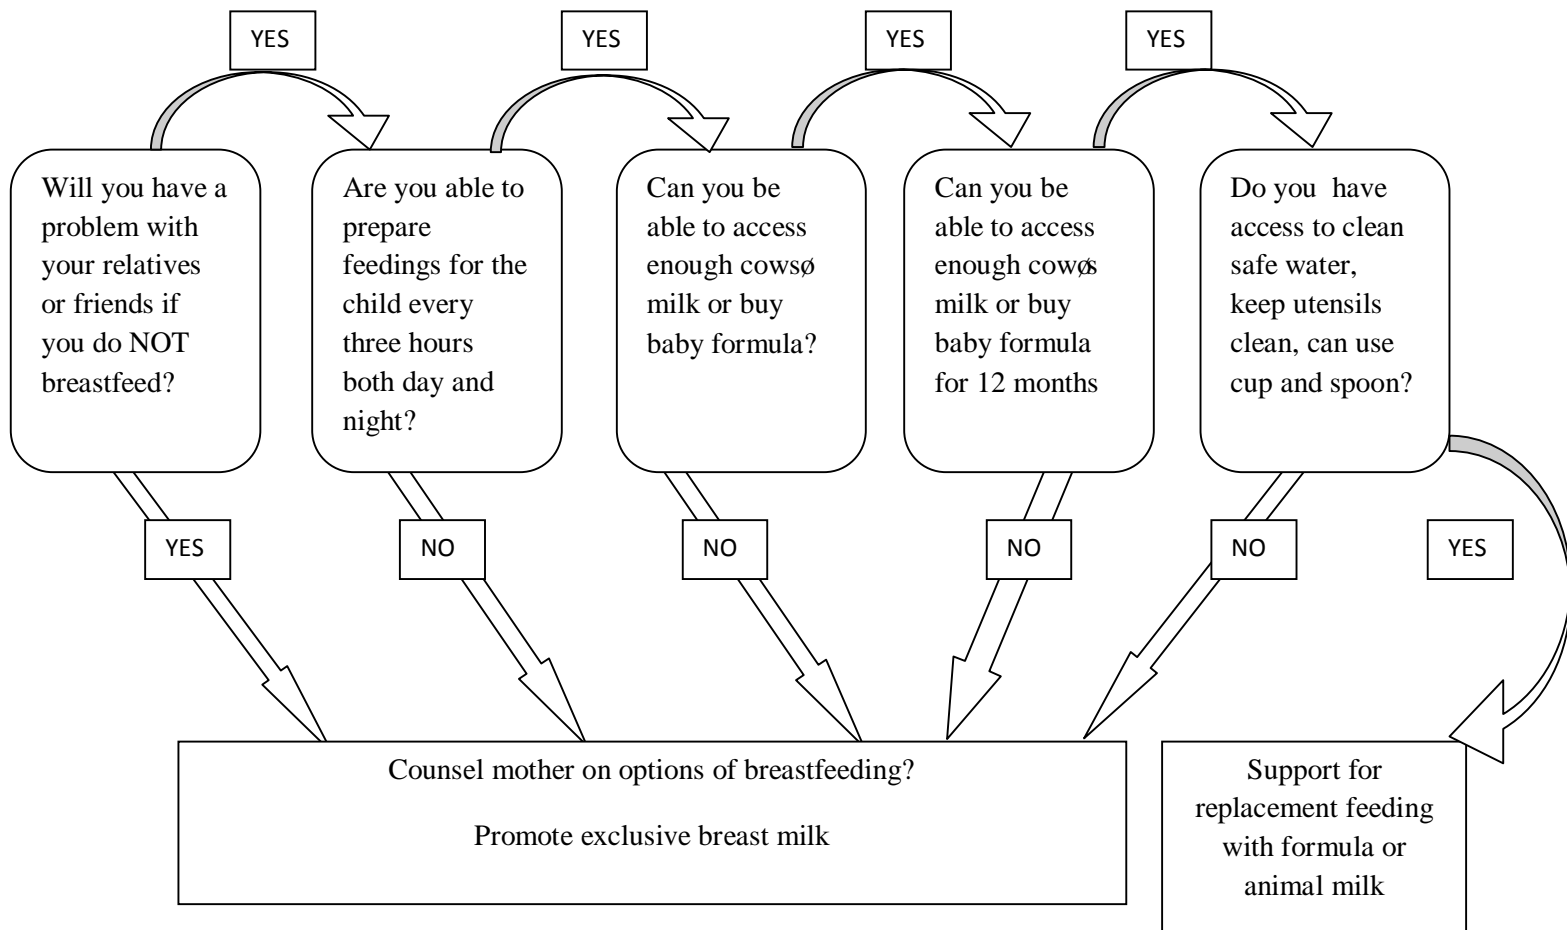 YES
YES
YES
YES
Will you have a
problem with
your relatives
or friends if
you do NOT
breastfeed?
Are you able to
prepare
feedings for the
child every
three hours
both day and
night?
Can you be
able to access
enough cowsø
milk or buy
baby formula?
Can you be
able to access
enough cowøs
milk or buy
baby formula
for 12 months
Do you have
access to clean
safe water,
keep utensils
clean, can use
cup and spoon?
YES
NO
NO
NO
NO
YES
Counsel mother on options of breastfeeding?
Promote exclusive breast milk
Support for
replacement feeding
with formula or
animal milk